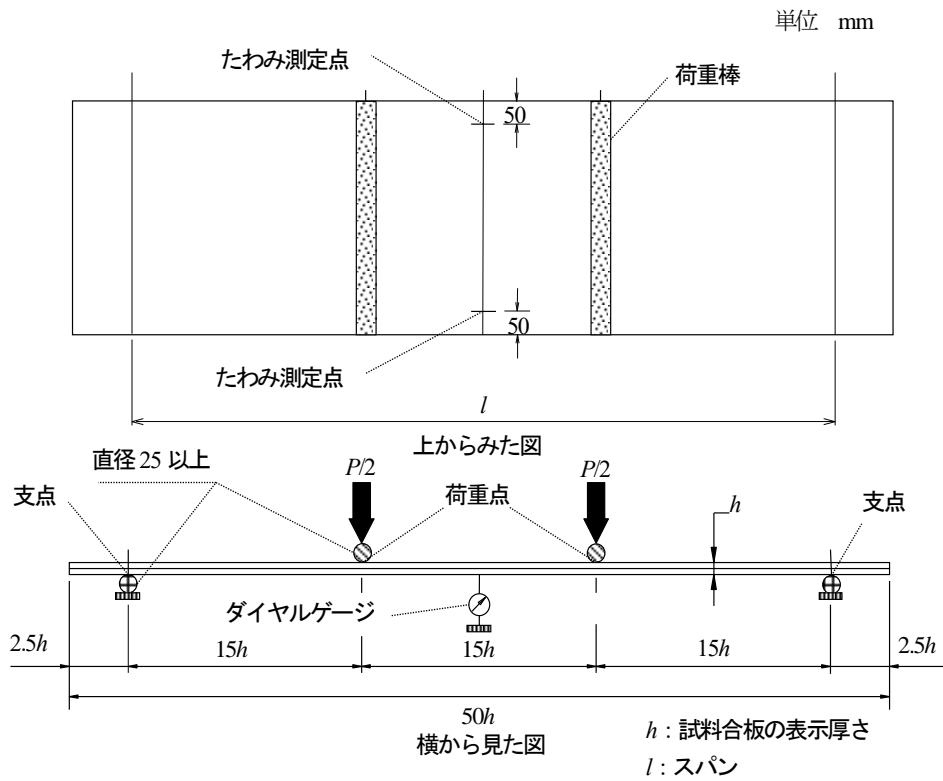 単位 mm
たわみ測定点
荷重棒
50
50
たわみ測定点
l
上からみた図
直径 25 以上
P/2
P/2
支点
荷重点
h
支点
ダイヤルゲージ
2.5h
15h
15h
15h
2.5h
50h
横から見た図
h：試料合板の表示厚さ
l：スパン